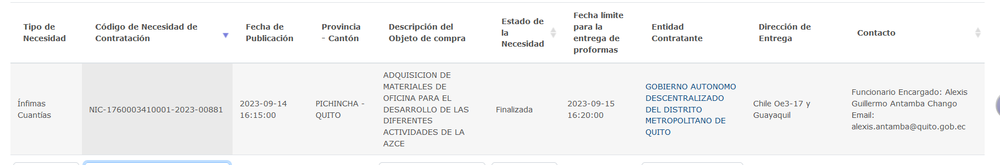 Tipo de
Necesidad
Código de Necesidad de
Contratación
Fecha de
Publicación
Provincia
- Cantón
Descripción del
Objeto de compra
Estado de
la
Necesidad
Fecha límite
para la
entrega de
proformas
Entidad
Contratante
Dirección de
Entrega
Contacto
Ínfimas
Cuantías
NIC-1760003410001-2023-00881
2023-09-14
16:15:00
PICHINCHA -
QUITO
ADQUISICION DE
MATERIALES DE
OFICINA PARA EL
DESARROLLO DE LAS
DIFERENTES
ACTIVIDADES DE LA
AZCE
Finalizada
2023-09-15
16:20:00
GOBIERNO AUTONOMO
DESCENTRALIZADO
DEL DISTRITO
METROPOLITANO DE
QUITO
Chile Oe3-17 y
Guayaquil
Funcionario Encargado: Alexis
Guillermo Antamba Chango
Email:
alexis.antamba@quito.gob.ec